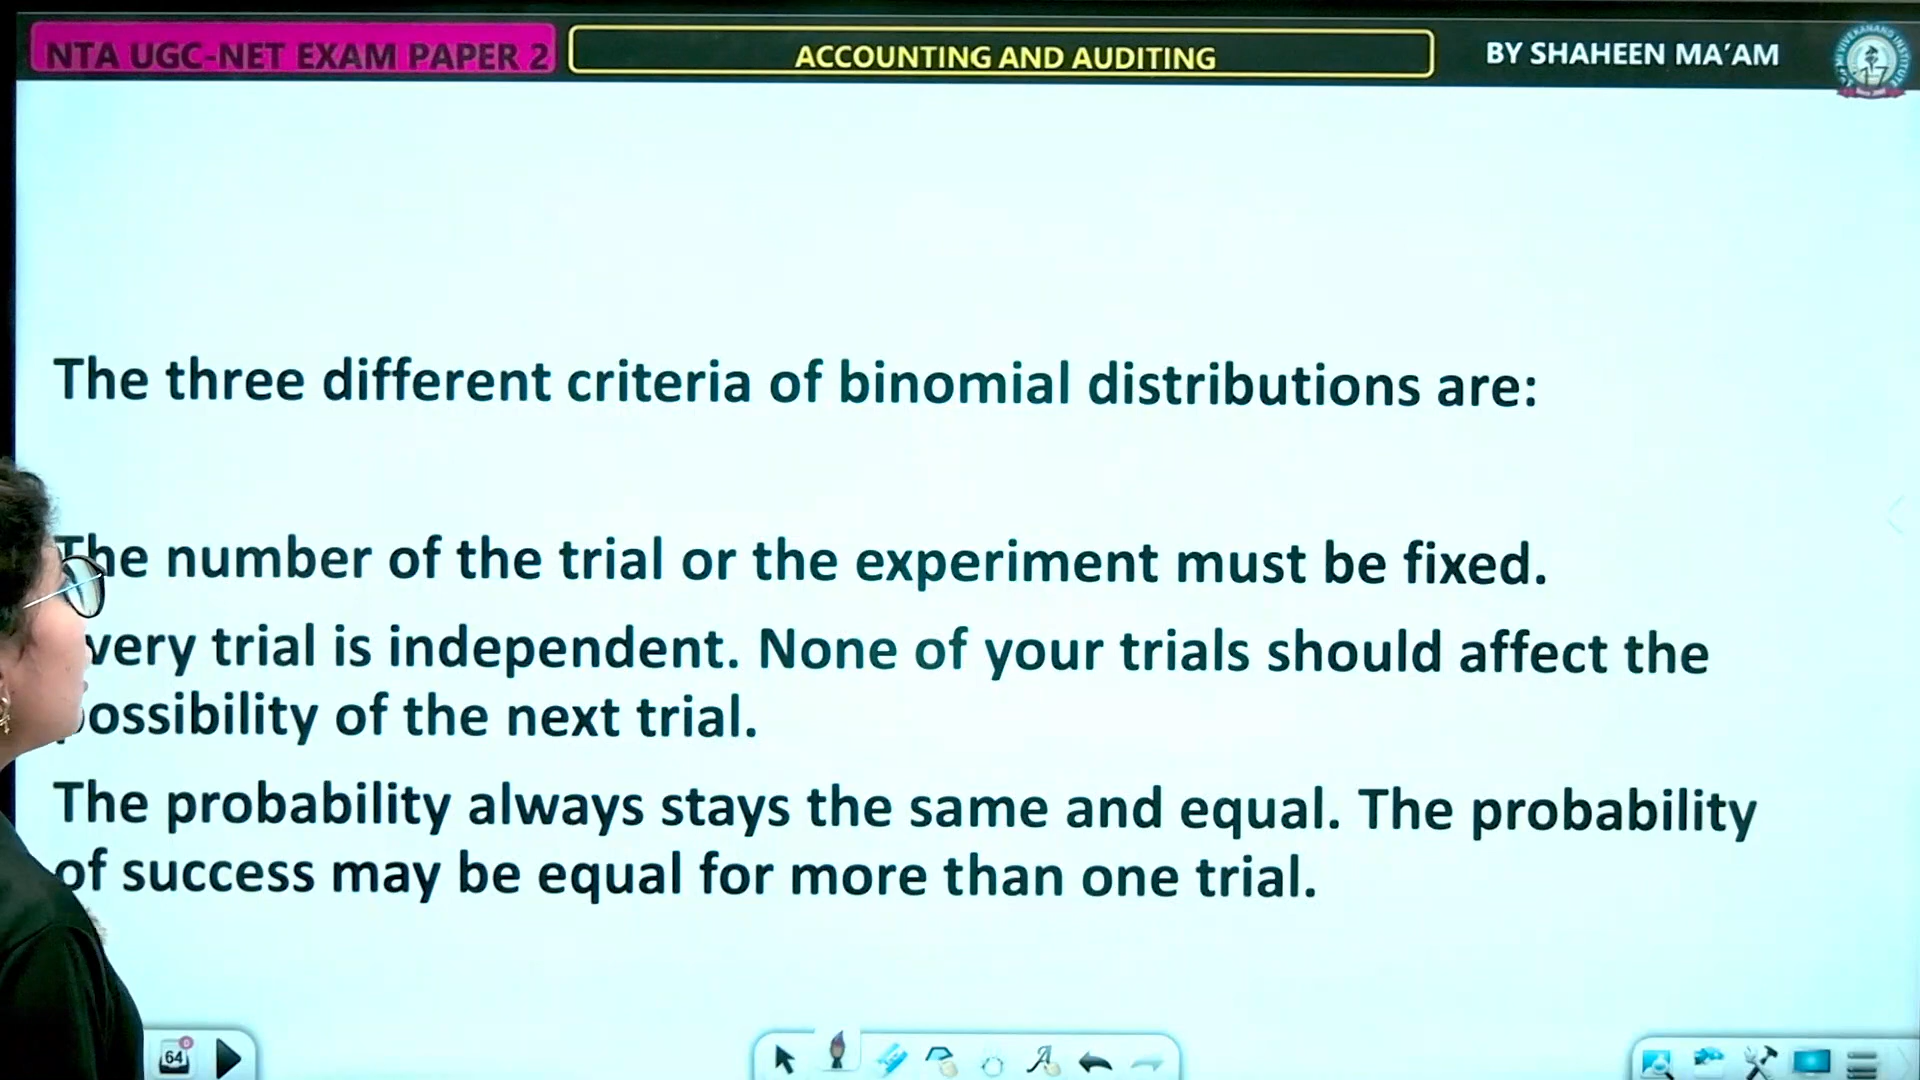 NTA UGC-NET EXAM PAPER 2
ACCOUNTING AND AUDITING
BY SHAHEEN MA’AM
The three different criteria of binomial distributions are:
The number of the trial or the experiment must be fixed.
very trial is independent. None of your trials should affect the
possibility of the next trial.
The probability always stays the same and equal. The probability
of success may be equal for more than one trial.
64
0